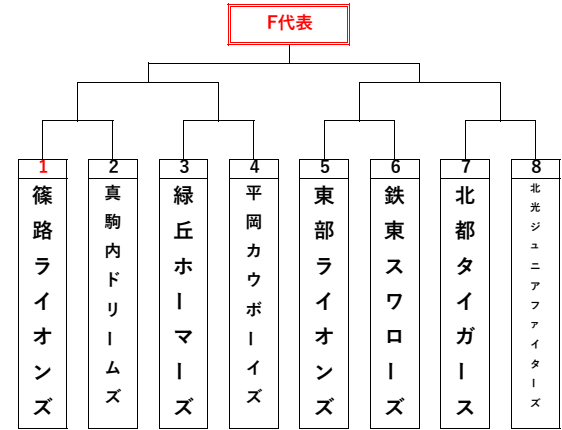 F代表
1
2
3
4
5
6
7
8
篠路ライオンズ
真駒内ドリームズ
緑丘ホーマーズ
平岡カウボーイズ
東部ライオンズ
鉄東スワローズ
北都タイガース
北光ジュニアファイターズ